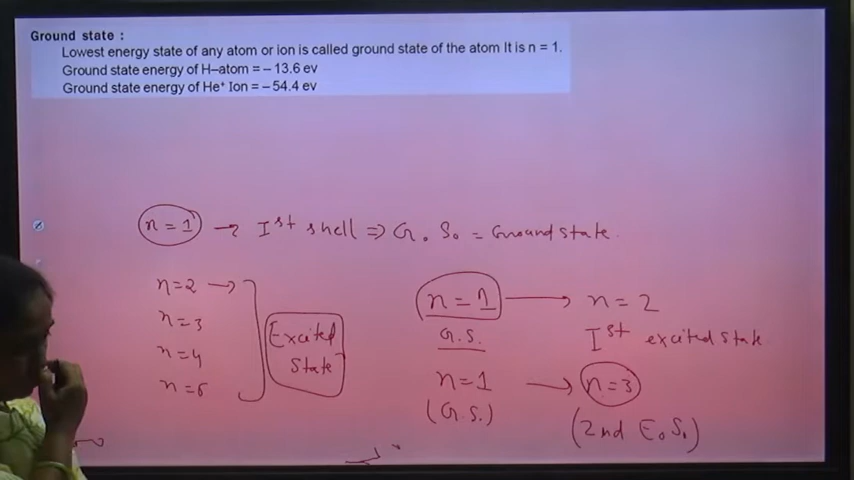 Ground state :
Lowest energy state of any atom or ion is called ground state of the atom It is n = 1.
Ground state energy of H–atom = – 13.6 ev
Ground state energy of He⁺ Ion = – 54.4 ev
n = 1 → Ist shell ⇒ G. S. = Ground state.
n=2 →
n=3
n=4
Excited
State
n = 1 → n = 2
G.S.
Ist excited state
n=1 → n=3
(G.S.)
(2nd E.S.)